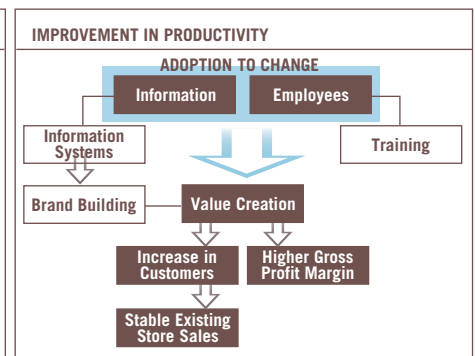 IMPROVEMENT IN PRODUCTIVITY
ADOPTION TO CHANGE
Information
Employees
Information
Systems
Training
Brand Building
Value Creation
Increase in
Customers
Higher Gross
Profit Margin
Stable Existing
Store Sales